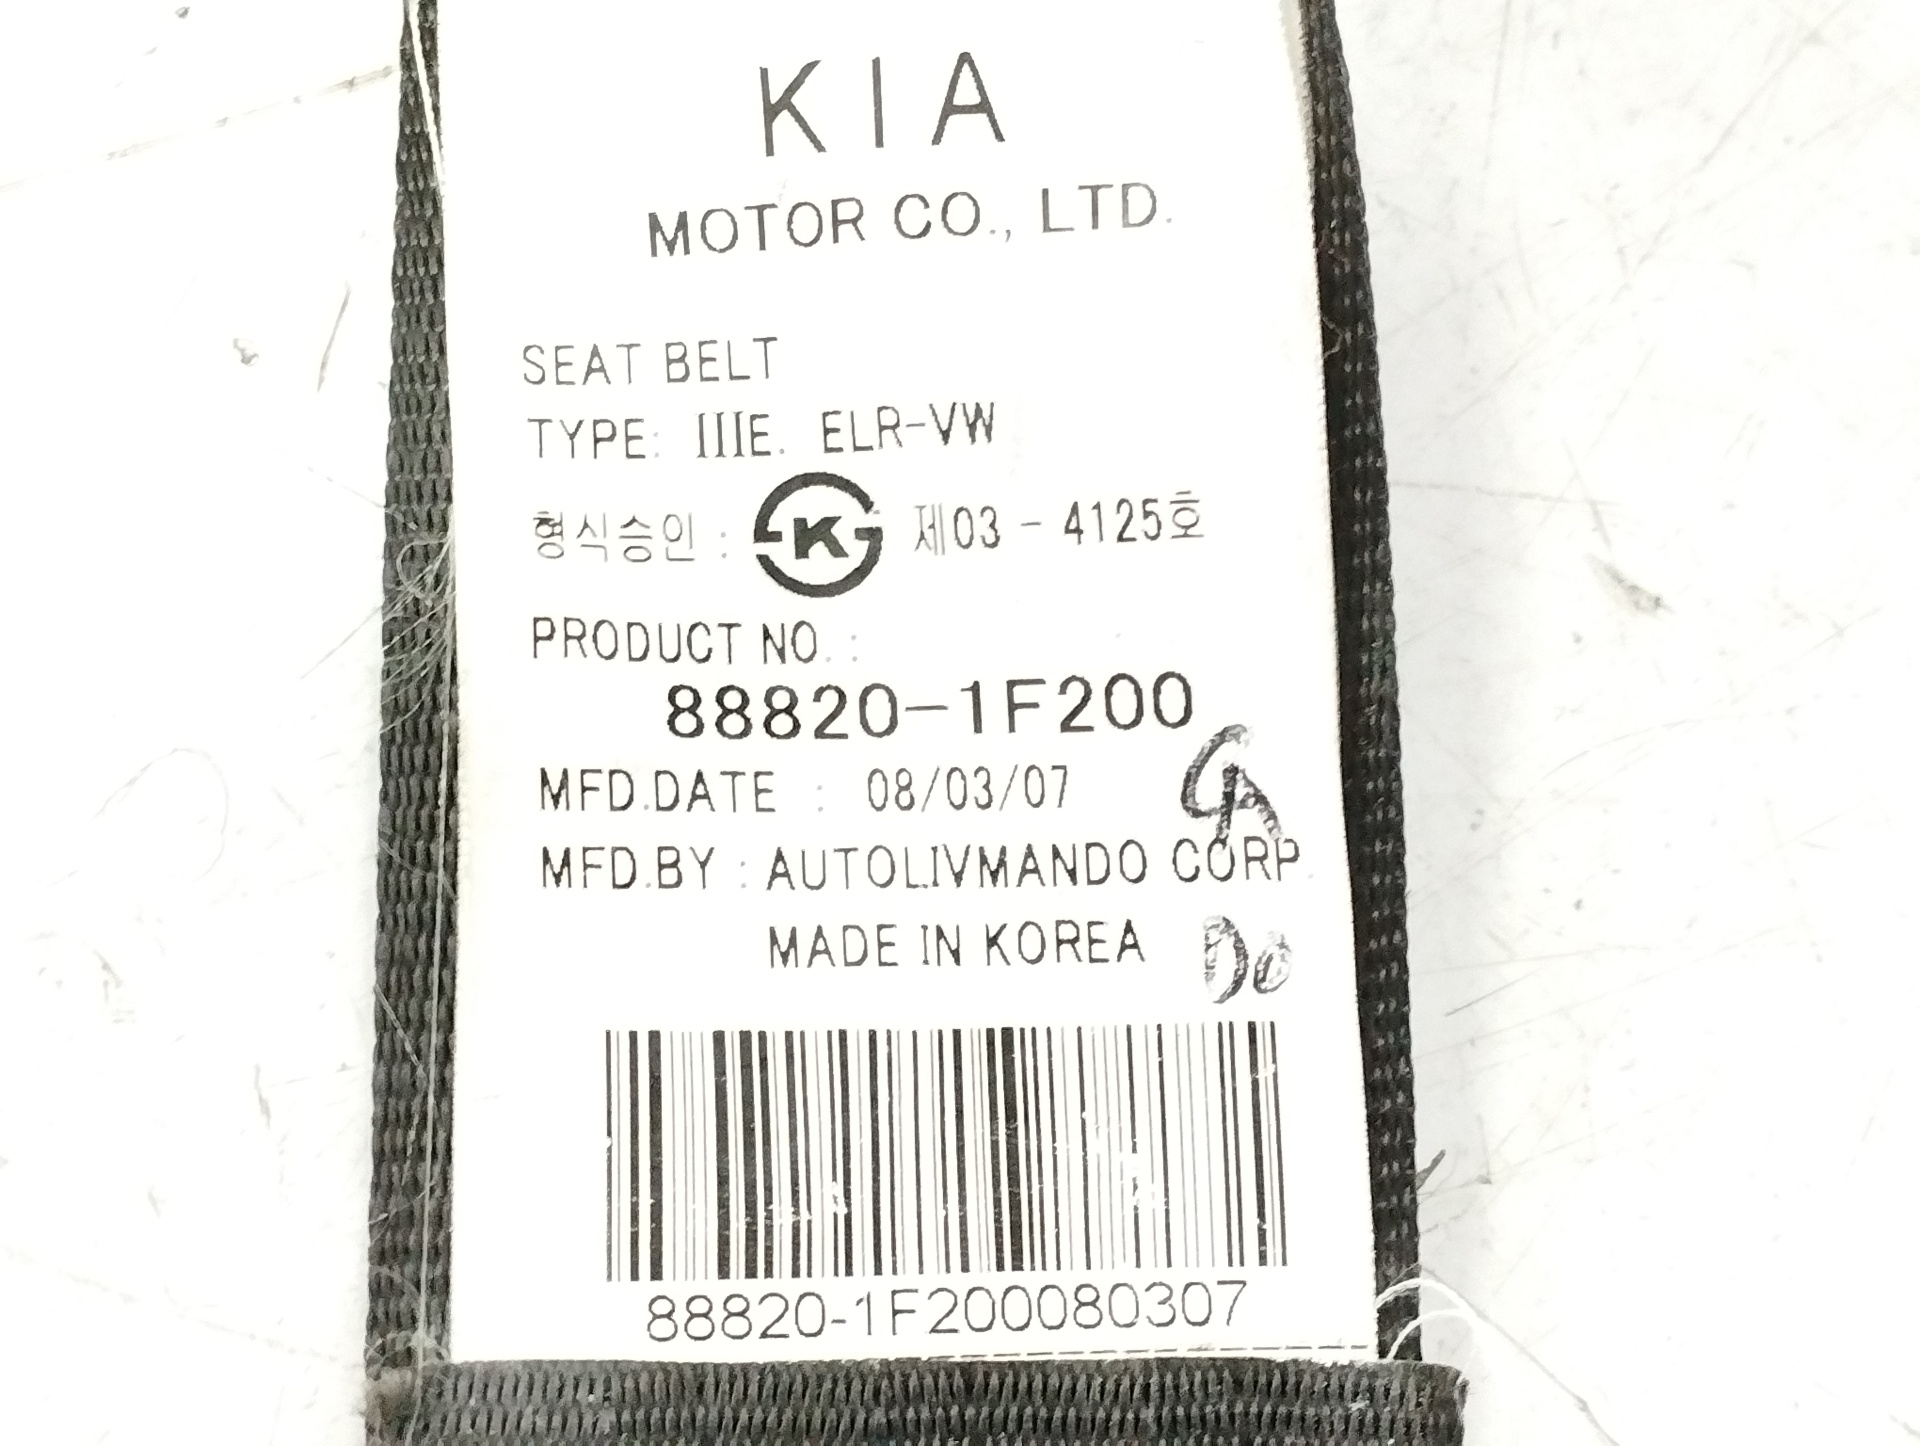 KIA
MOTOR CO., LTD.
SEAT BELT
TYPE: IIIE. ELR-VW
형식승인 : K 제03 - 4125호
PRODUCT NO. :
88820-1F200
MFD.DATE : 08/03/07
MFD.BY : AUTOLIVMANDO CORP.
MADE IN KOREA
88820-1F200080307